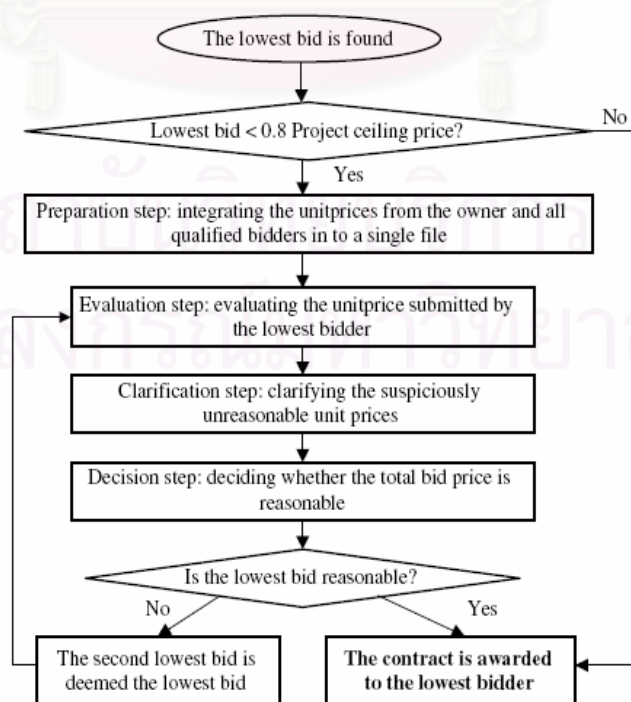 The lowest bid is found
Lowest bid < 0.8 Project ceiling price?
No
Yes
Preparation step: integrating the unitprices from the owner and all
qualified bidders in to a single file
Evaluation step: evaluating the unitprice submitted by
the lowest bidder
Clarification step: clarifying the suspiciously
unreasonable unit prices
Decision step: deciding whether the total bid price is
reasonable
Is the lowest bid reasonable?
No
Yes
The second lowest bid is
deemed the lowest bid
The contract is awarded
to the lowest bidder